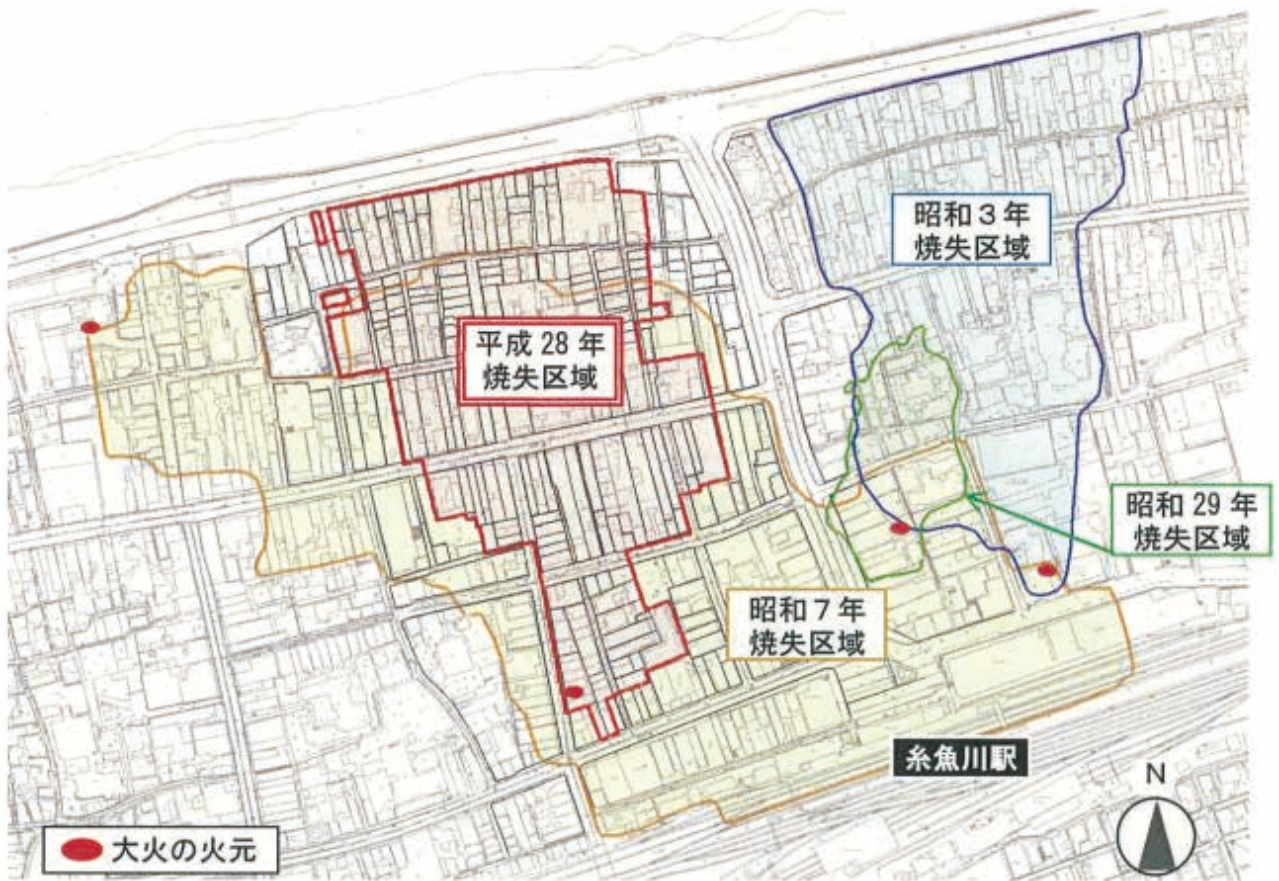 昭和3年
焼失区域
平成 28 年
焼失区域
昭和 29 年
焼失区域
昭和7年
焼失区域
糸魚川駅
N
大火の火元